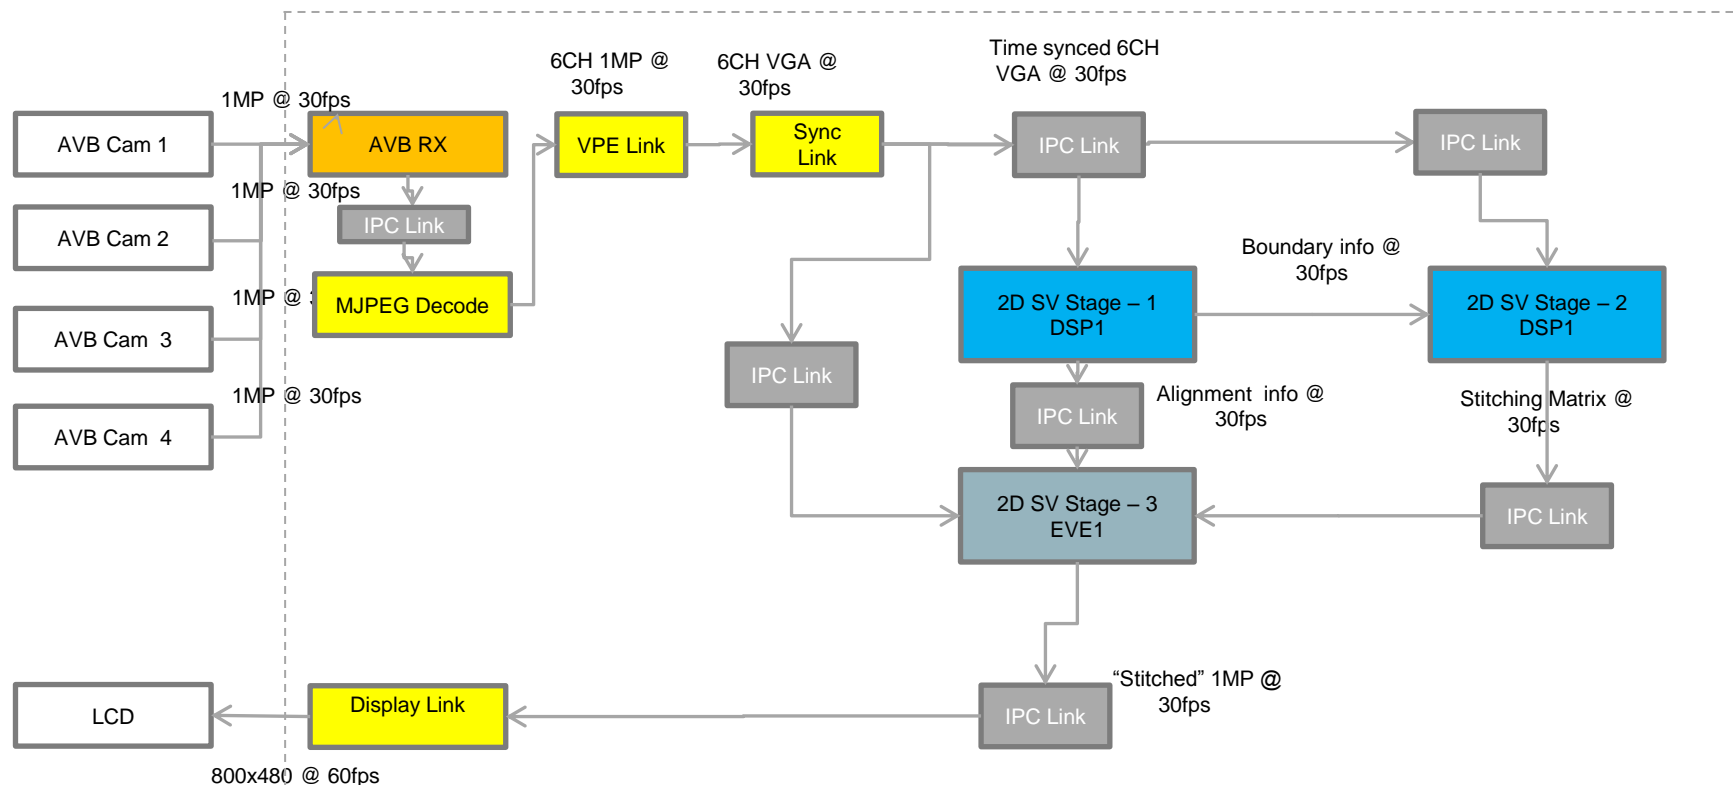 6CH 1MP @
30fps
6CH VGA @
30fps
Time synced 6CH
VGA @ 30fps
1MP @ 30fps
AVB Cam 1
AVB RX
VPE Link
Sync
Link
IPC Link
IPC Link
1MP @ 30fps
AVB Cam 2
IPC Link
Boundary info @
30fps
1MP @
MJPEG Decode
2D SV Stage – 1
DSP1
2D SV Stage – 2
DSP1
AVB Cam 3
IPC Link
1MP @ 30fps
AVB Cam 4
IPC Link
Alignment info @
30fps
Stitching Matrix @
30fps
2D SV Stage – 3
EVE1
IPC Link
LCD
Display Link
IPC Link
“Stitched” 1MP @
30fps
800x480 @ 60fps